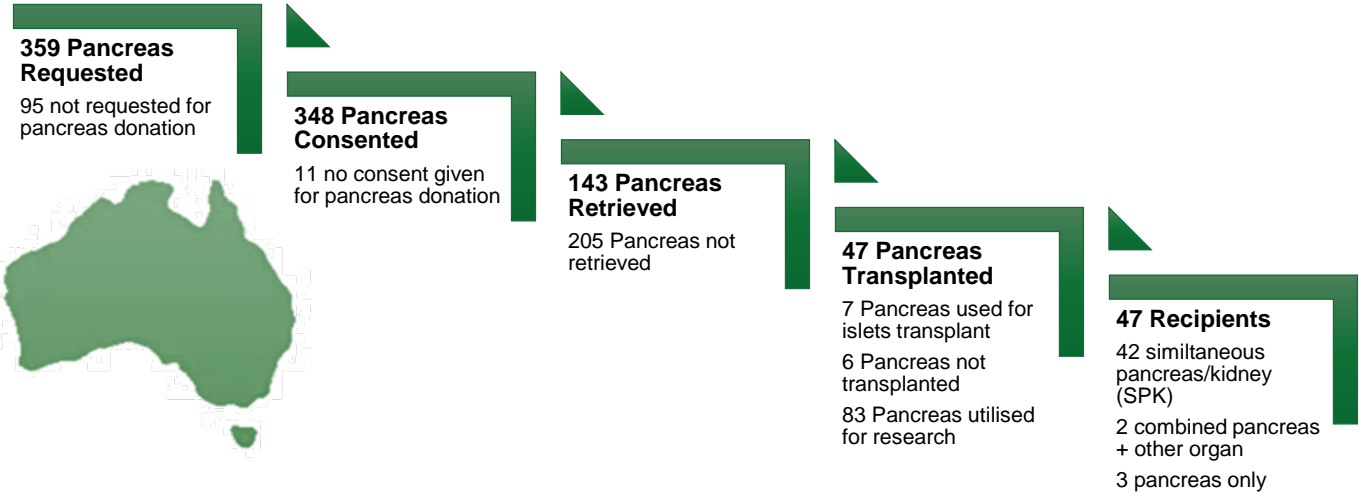 359 Pancreas
Requested
95 not requested for
pancreas donation
348 Pancreas
Consented
11 no consent given
for pancreas donation
143 Pancreas
Retrieved
205 Pancreas not
retrieved
47 Pancreas
Transplanted
7 Pancreas used for
islets transplant
6 Pancreas not
transplanted
83 Pancreas utilised
for research
47 Recipients
42 similtaneous
pancreas/kidney
(SPK)
2 combined pancreas
+ other organ
3 pancreas only